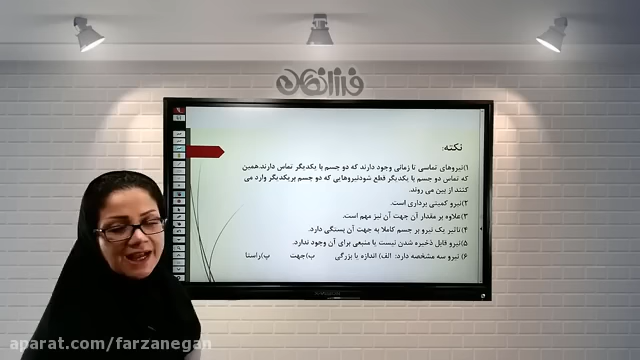 فرزانگان
نکته:
۱)نیروهای تماسی تا زمانی وجود دارند که دو جسم با یکدیگر تماس دارند.همین
که تماس دو جسم با یکدیگر قطع شود،نیروهایی که دو جسم بریکدیگر وارد می
کنند از بین می روند.
۲)نیرو کمیتی برداری است.
۳)علاوه بر مقدار آن جهت آن نیز مهم است.
۴)تاثیر یک نیرو بر جسم کاملا به جهت آن بستگی دارد.
۵)نیرو قابل ذخیره شدن نیست یا منبعی برای آن وجود ندارد.
۶) نیرو سه مشخصه دارد: الف) اندازه یا بزرگی ب)جهت پ)راستا
aparat.com/farzanegan